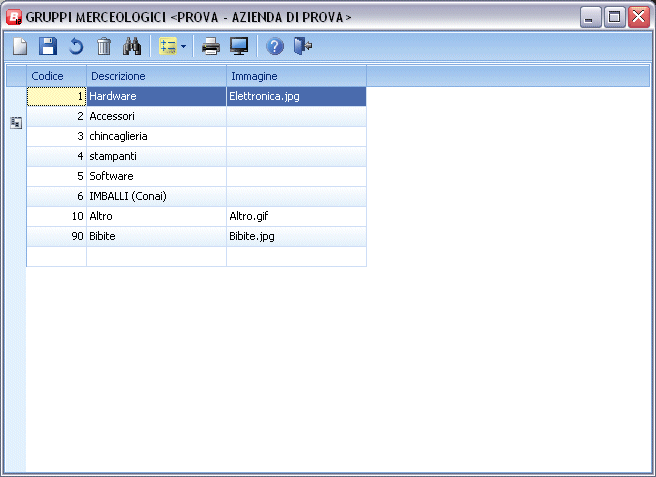 GRUPPI MERCEOLOGICI <PROVA - AZIENDA DI PROVA>
Codice Descrizione Immagine
1 Hardware Elettronica.jpg
2 Accessori
3 chincaglieria
4 stampanti
5 Software
6 IMBALLI (Conai)
10 Altro Altro.gif
90 Bibite Bibite.jpg